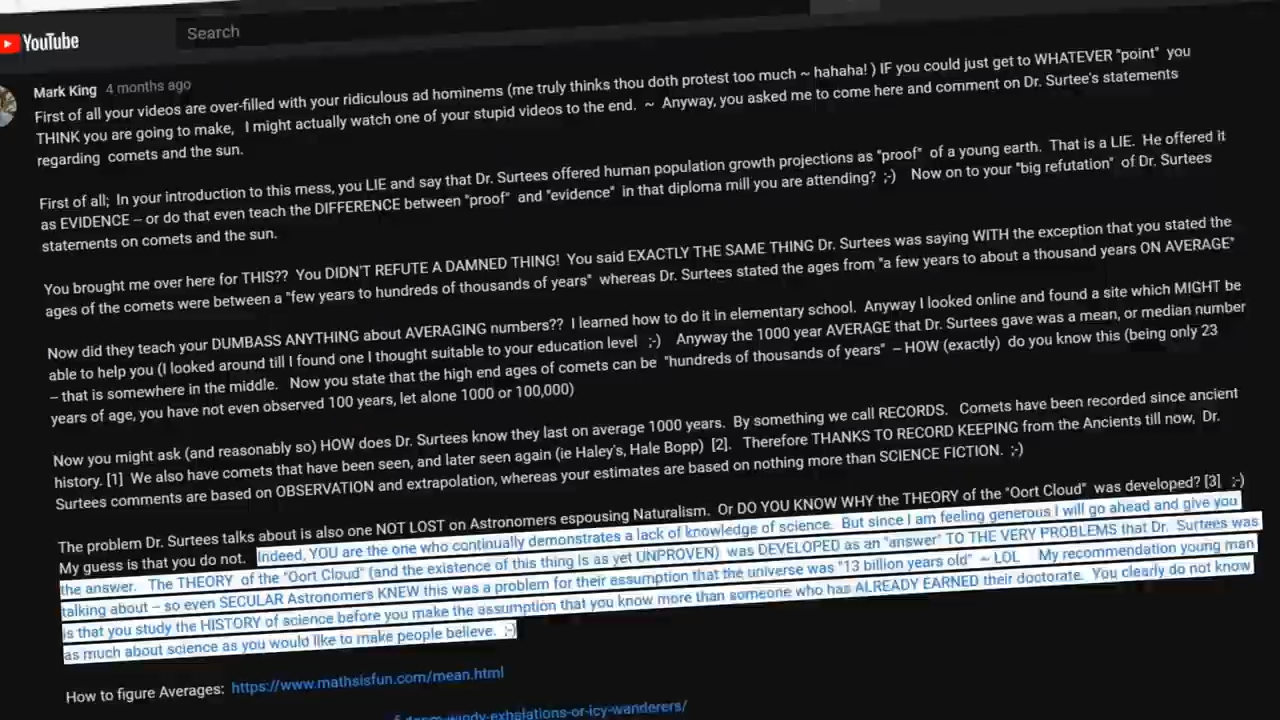 YouTube
Search
Mark King 4 months ago
First of all your videos are over-filled with your ridiculous ad hominems (me truly thinks thou doth protest too much ~ hahaha! ) IF you could just get to WHATEVER "point" you
THINK you are going to make, I might actually watch one of your stupid videos to the end. ~ Anyway, you asked me to come here and comment on Dr. Surtee's statements
regarding comets and the sun.
First of all; In your introduction to this mess, you LIE and say that Dr. Surtees offered human population growth projections as "proof" of a young earth. That is a LIE. He offered it
as EVIDENCE – or do that even teach the DIFFERENCE between "proof" and "evidence" in that diploma mill you are attending? ;-) Now on to your "big refutation" of Dr. Surtees
statements on comets and the sun.
You brought me over here for THIS?? You DIDN'T REFUTE A DAMNED THING! You said EXACTLY THE SAME THING Dr. Surtees was saying WITH the exception that you stated the
ages of the comets were between a "few years to hundreds of thousands of years" whereas Dr. Surtees stated the ages from "a few years to about a thousand years ON AVERAGE"
Now did they teach your DUMBASS ANYTHING about AVERAGING numbers?? I learned how to do it in elementary school. Anyway I looked online and found a site which MIGHT be
able to help you (I looked around till I found one I thought suitable to your education level ;-) Anyway the 1000 year AVERAGE that Dr. Surtees gave was a mean, or median number
– that is somewhere in the middle. Now you state that the high end ages of comets can be "hundreds of thousands of years" – HOW (exactly) do you know this (being only 23
years of age, you have not even observed 100 years, let alone 1000 or 100,000)
Now you might ask (and reasonably so) HOW does Dr. Surtees know they last on average 1000 years. By something we call RECORDS. Comets have been recorded since ancient
history. [1] We also have comets that have been seen, and later seen again (ie Haley's, Hale Bopp) [2]. Therefore THANKS TO RECORD KEEPING from the Ancients till now, Dr.
Surtees comments are based on OBSERVATION and extrapolation, whereas your estimates are based on nothing more than SCIENCE FICTION. ;-)
The problem Dr. Surtees talks about is also one NOT LOST on Astronomers espousing Naturalism. Or DO YOU KNOW WHY the THEORY of the "Oort Cloud" was developed? [3] ;-)
My guess is that you do not. Indeed, YOU are the one who continually demonstrates a lack of knowledge of science. But since I am feeling generous I will go ahead and give you
the answer. The THEORY of the "Oort Cloud" (and the existence of this thing is as yet UNPROVEN) was DEVELOPED as an "answer" TO THE VERY PROBLEMS that Dr. Surtees was
talking about – so even SECULAR Astronomers KNEW this was a problem for their assumption that the universe was "13 billion years old" ~ LOL My recommendation young man
is that you study the HISTORY of science before you make the assumption that you know more than someone who has ALREADY EARNED their doctorate. You clearly do not know
as much about science as you would like to make people believe. ;-)
How to figure Averages: https://www.mathsisfun.com/mean.html
windy-exhalations-or-icy-wanderers/